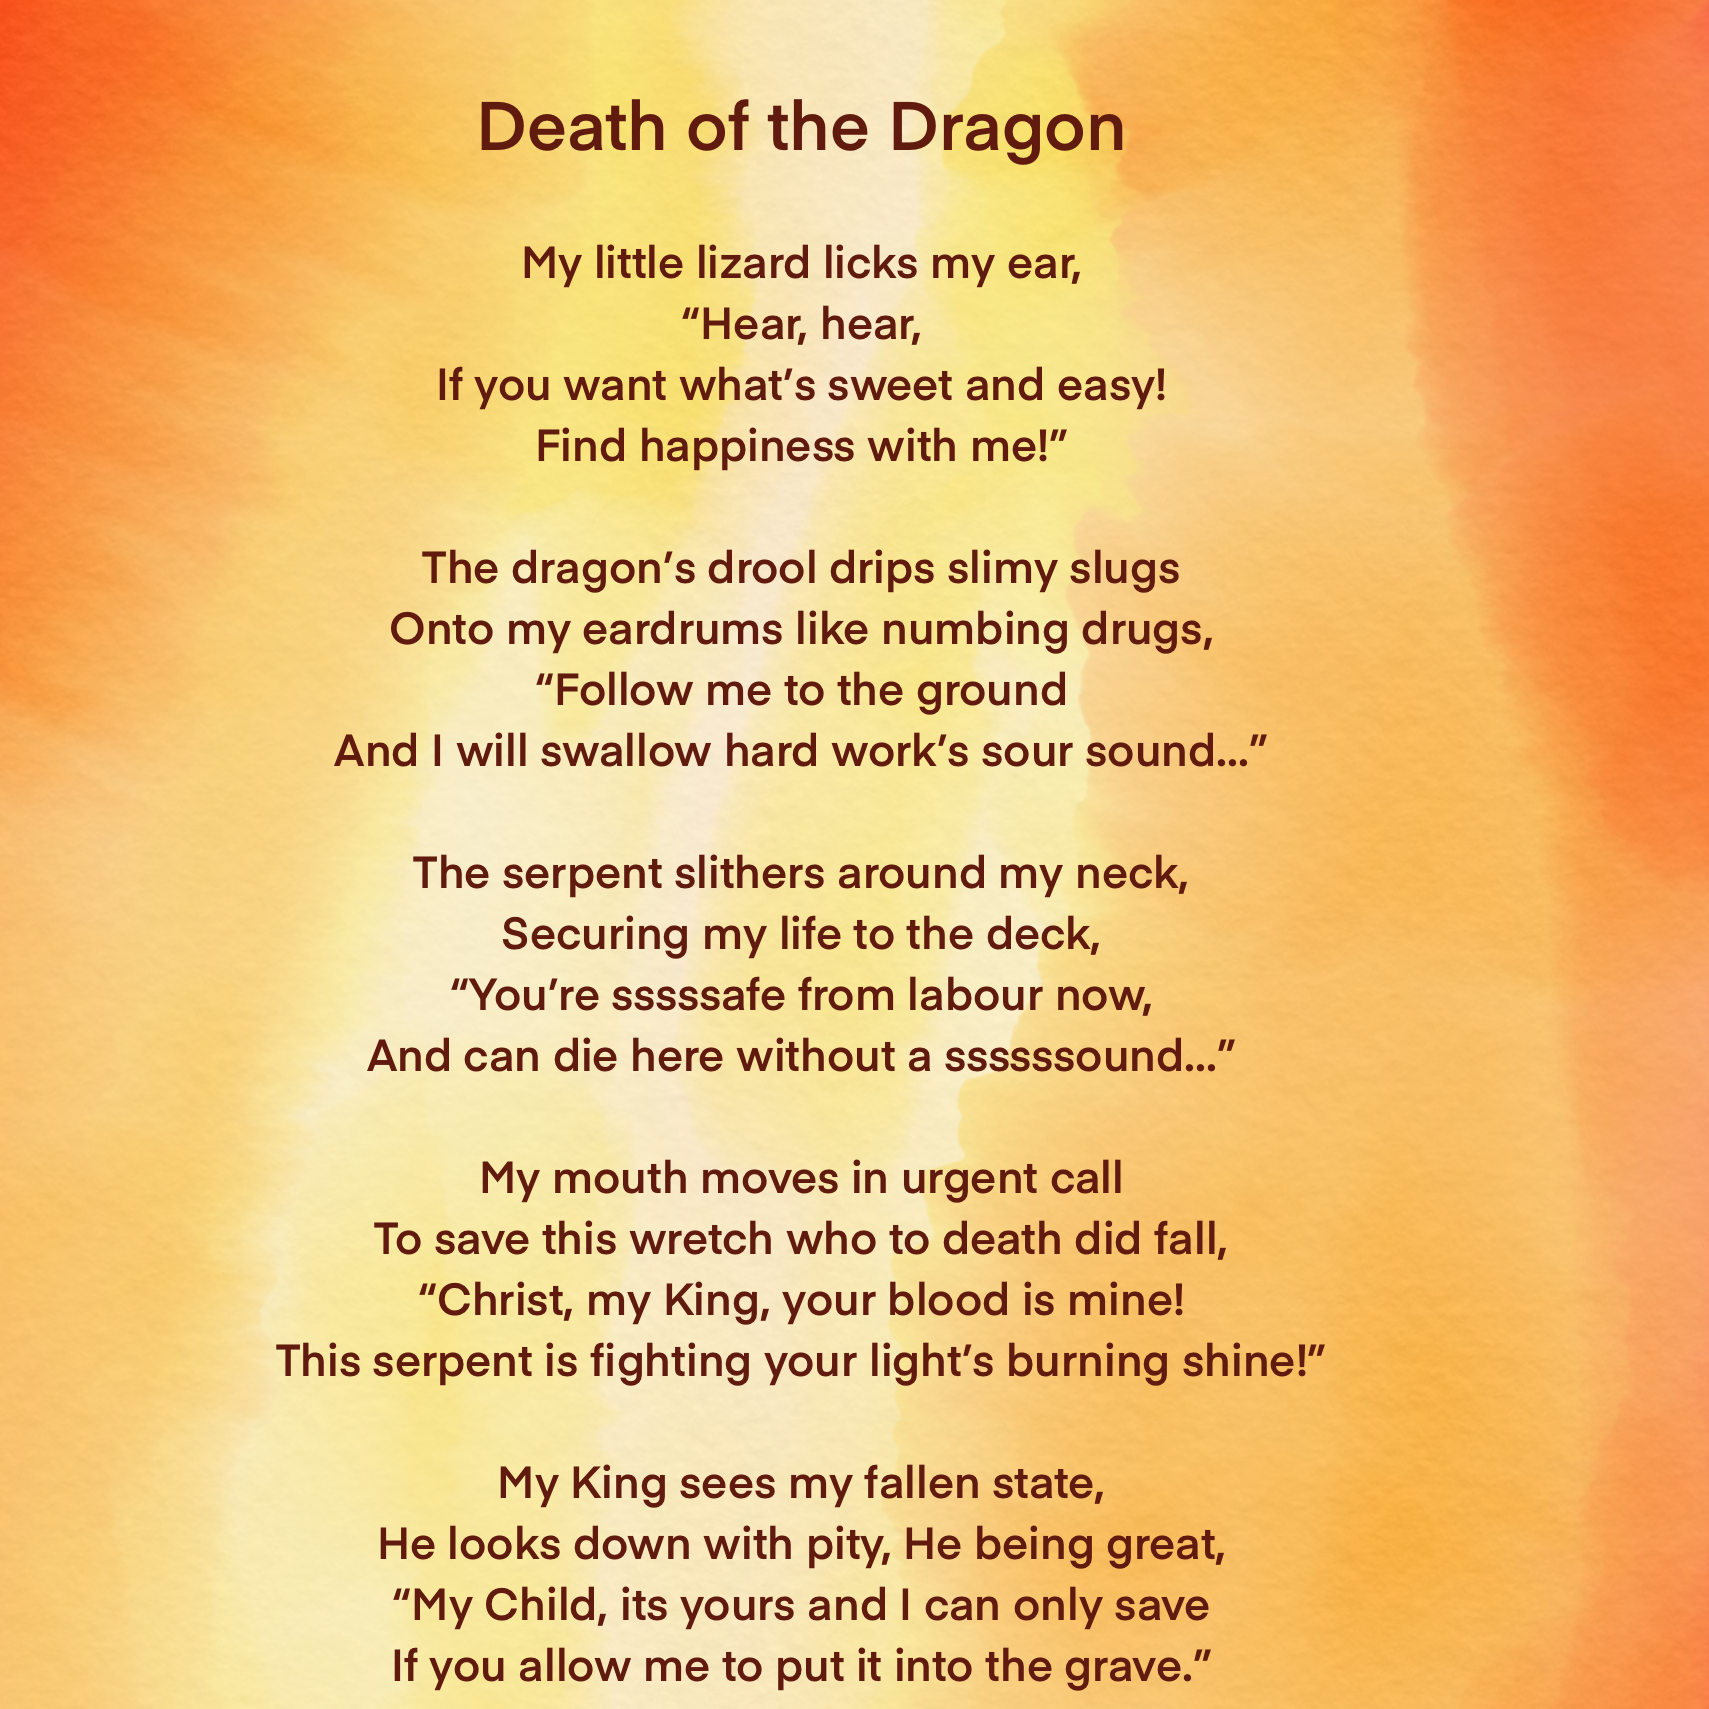 Death of the Dragon
My little lizard licks my ear,
“Hear, hear,
If you want what’s sweet and easy!
Find happiness with me!”
The dragon’s drool drips slimy slugs
Onto my eardrums like numbing drugs,
“Follow me to the ground
And I will swallow hard work’s sour sound...”
The serpent slithers around my neck,
Securing my life to the deck,
“You’re sssssafe from labour now,
And can die here without a ssssssound...”
My mouth moves in urgent call
To save this wretch who to death did fall,
“Christ, my King, your blood is mine!
This serpent is fighting your light’s burning shine!”
My King sees my fallen state,
He looks down with pity, He being great,
“My Child, its yours and I can only save
If you allow me to put it into the grave.”